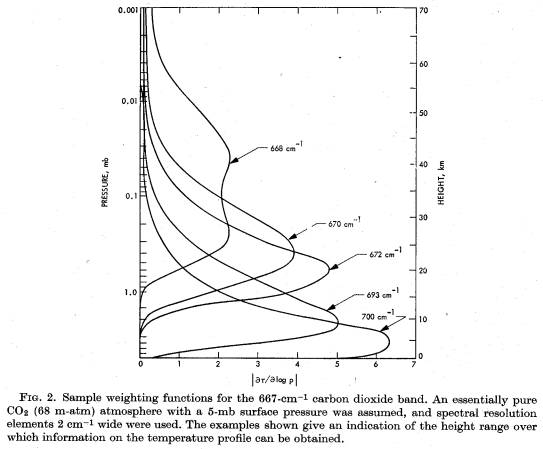 0.001
0.01
0.1
1.0
PRESSURE, mb
70
60
50
40
30
20
10
0
HEIGHT, km
668 cm⁻¹
670 cm⁻¹
672 cm⁻¹
693 cm⁻¹
700 cm⁻¹
0 1 2 3 4 5 6 7
|∂τ/∂log p|
FIG. 2. Sample weighting functions for the 667-cm⁻¹ carbon dioxide band. An essentially pure
CO₂ (68 m-atm) atmosphere with a 5-mb surface pressure was assumed, and spectral resolution
elements 2 cm⁻¹ wide were used. The examples shown give an indication of the height range over
which information on the temperature profile can be obtained.